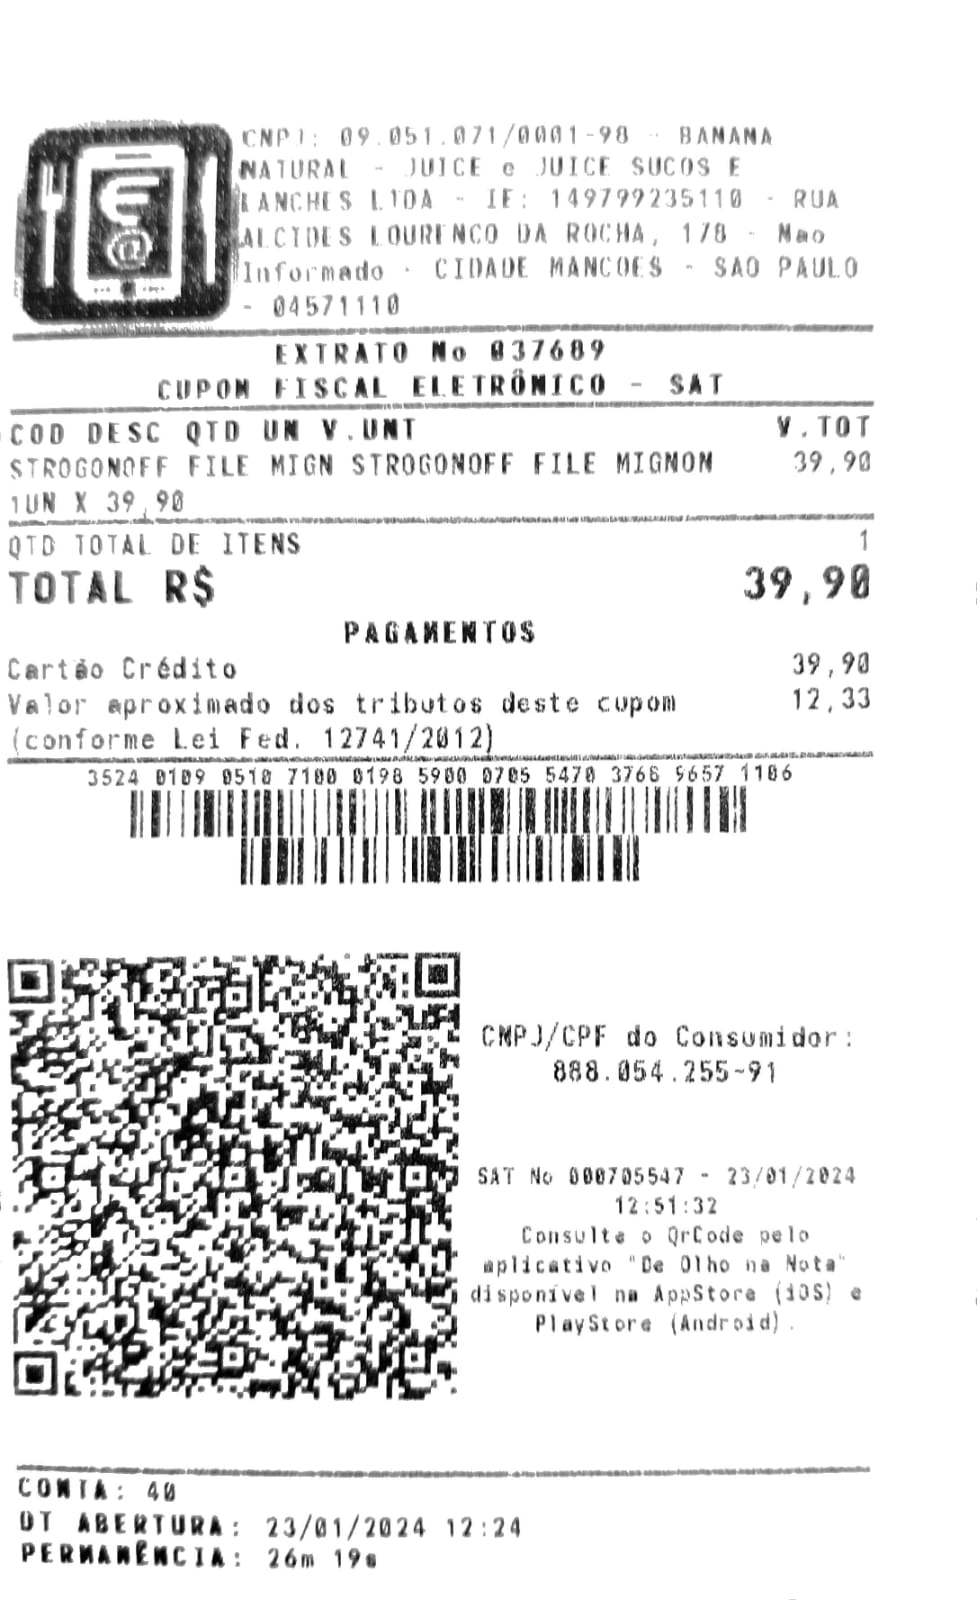 CNPJ: 09.051.071/0001-98 - BANANA
NATURAL - JUICE e JUICE SUCOS E
LANCHES LTDA - IE: 149799235110 - RUA
ALCIDES LOURENCO DA ROCHA, 178 - Nao
Informado - CIDADE MANCOES - SAO PAULO
- 04571110
EXTRATO No 037689
CUPOM FISCAL ELETRÔNICO - SAT
COD DESC QTD UN V.UNT V.TOT
STROGONOFF FILE MIGN STROGONOFF FILE MIGNON 39,90
1UN X 39,90
QTD TOTAL DE ITENS 1
TOTAL R$ 39,90
PAGAMENTOS
Cartão Crédito 39,90
Valor aproximado dos tributos deste cupom 12,33
(conforme Lei Fed. 12741/2012)
3524 0109 0510 7100 0198 5900 0705 5470 3768 9657 1106
CNPJ/CPF do Consumidor:
888.054.255-91
SAT No 000705547 - 23/01/2024
12:51:32
Consulte o QrCode pelo
aplicativo "De Olho na Nota"
disponível na AppStore (iOS) e
PlayStore (Android).
CONTA: 40
DT ABERTURA: 23/01/2024 12:24
PERMANÊNCIA: 26m 19s